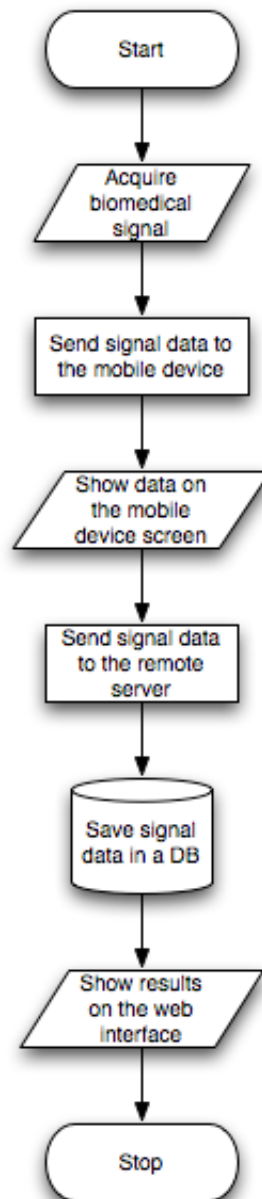 Start
Acquire
biomedical
signal
Send signal data to
the mobile device
Show data on
the mobile
device screen
Send signal data
to the remote
server
Save signal
data in a DB
Show results
on the web
interface
Stop